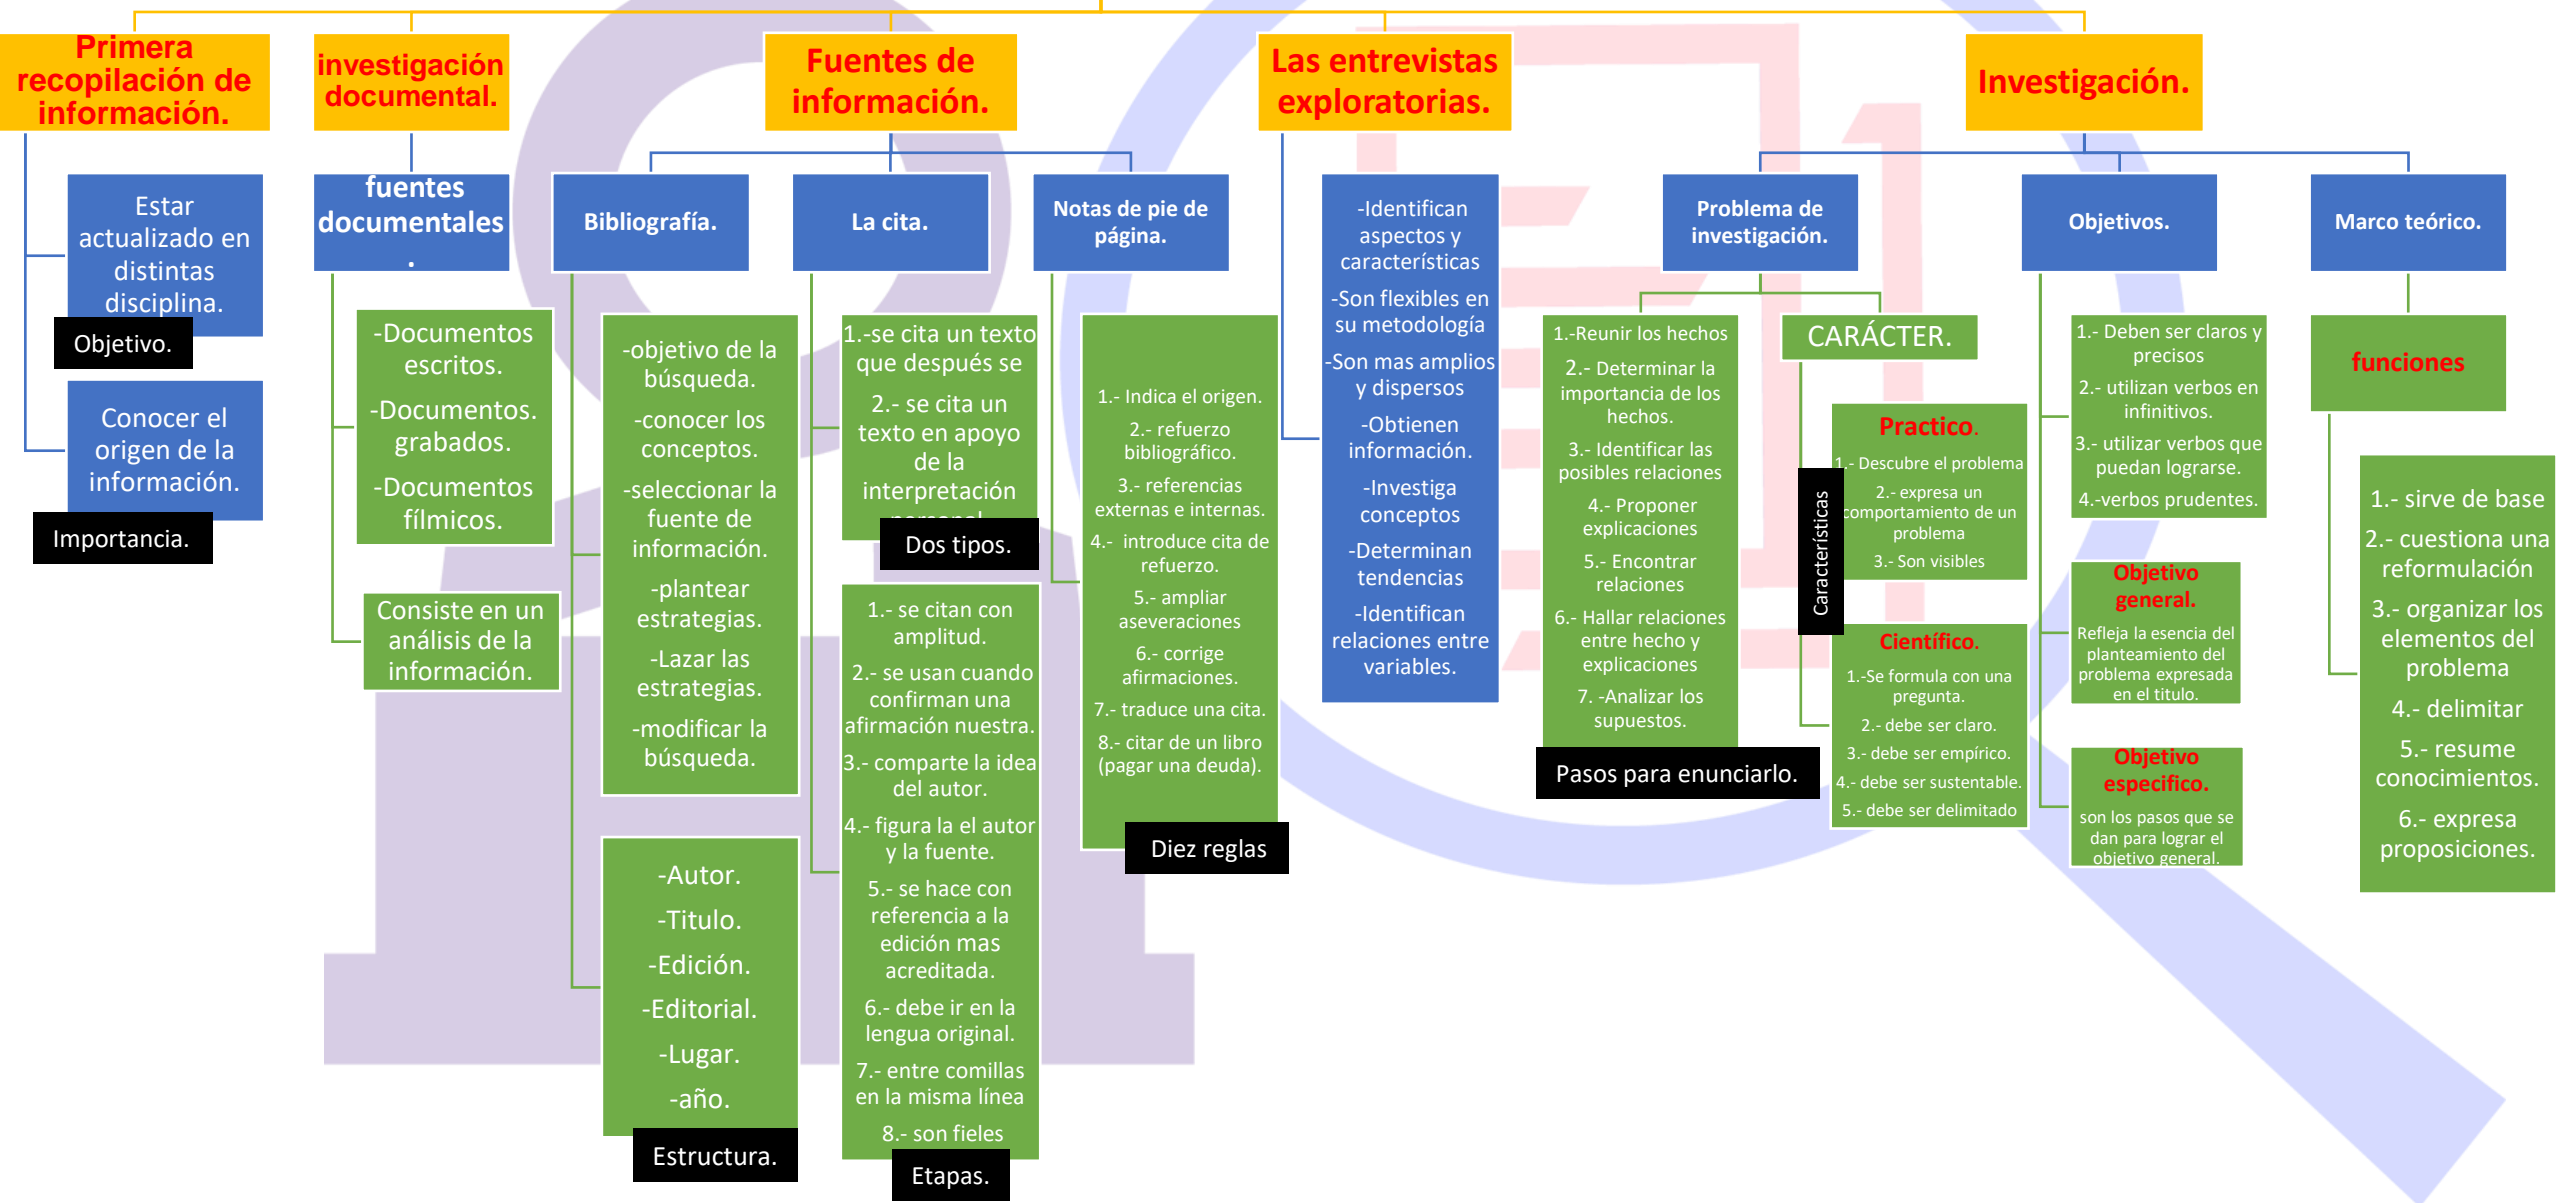 Primera
recopilación de
información.
Estar
actualizado en
distintas
disciplina.
Objetivo.
Conocer el
origen de la
información.
Importancia.
investigación
documental.
fuentes
documentales
.
-Documentos
escritos.
-Documentos.
grabados.
-Documentos
fílmicos.
Consiste en un
análisis de la
información.
Fuentes de
información.
Bibliografía.
-objetivo de la
búsqueda.
-conocer los
conceptos.
-seleccionar la
fuente de
información.
-plantear
estrategias.
-Lazar las
estrategias.
-modificar la
búsqueda.
-Autor.
-Titulo.
-Edición.
-Editorial.
-Lugar.
-año.
Estructura.
La cita.
1.-se cita un texto
que después se
2.- se cita un
texto en apoyo
de la
interpretación
Dos tipos.
1.- se citan con
amplitud.
2.- se usan cuando
confirman una
afirmación nuestra.
3.- comparte la idea
del autor.
4.- figura la el autor
y la fuente.
5.- se hace con
referencia a la
edición mas
acreditada.
6.- debe ir en la
lengua original.
7.- entre comillas
en la misma línea
8.- son fieles
Etapas.
Notas de pie de
página.
1.- Indica el origen.
2.- refuerzo
bibliográfico.
3.- referencias
externas e internas.
4.- introduce cita de
refuerzo.
5.- ampliar
aseveraciones
6.- corrige
afirmaciones.
7.- traduce una cita.
8.- citar de un libro
(pagar una deuda).
Diez reglas
Las entrevistas
exploratorias.
-Identifican
aspectos y
características
-Son flexibles en
su metodología
-Son mas amplios
y dispersos
-Obtienen
información.
-Investiga
conceptos
-Determinan
tendencias
-Identifican
relaciones entre
variables.
Investigación.
Problema de
investigación.
1.-Reunir los hechos
2.- Determinar la
importancia de los
hechos.
3.- Identificar las
posibles relaciones
4.- Proponer
explicaciones
5.- Encontrar
relaciones
6.- Hallar relaciones
entre hecho y
explicaciones
7. -Analizar los
supuestos.
Pasos para enunciarlo.
CARÁCTER.
Características
Practico.
1.- Descubre el problema
2.- expresa un
comportamiento de un
problema
3.- Son visibles
Científico.
1.-Se formula con una
pregunta.
2.- debe ser claro.
3.- debe ser empírico.
4.- debe ser sustentable.
5.- debe ser delimitado
Objetivos.
1.- Deben ser claros y
precisos
2.- utilizan verbos en
infinitivos.
3.- utilizar verbos que
puedan lograrse.
4.-verbos prudentes.
Objetivo
general.
Refleja la esencia del
planteamiento del
problema expresada
en el titulo.
Objetivo
especifico.
son los pasos que se
dan para lograr el
objetivo general.
Marco teórico.
funciones
1.- sirve de base
2.- cuestiona una
reformulación
3.- organizar los
elementos del
problema
4.- delimitar
5.- resume
conocimientos.
6.- expresa
proposiciones.